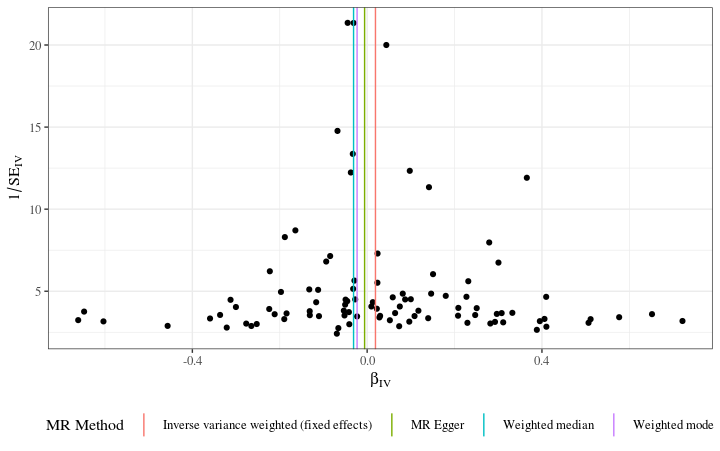 20
15
10
5
1/SE_IV
-0.4
0.0
0.4
β_IV
MR Method
Inverse variance weighted (fixed effects)
MR Egger
Weighted median
Weighted mode